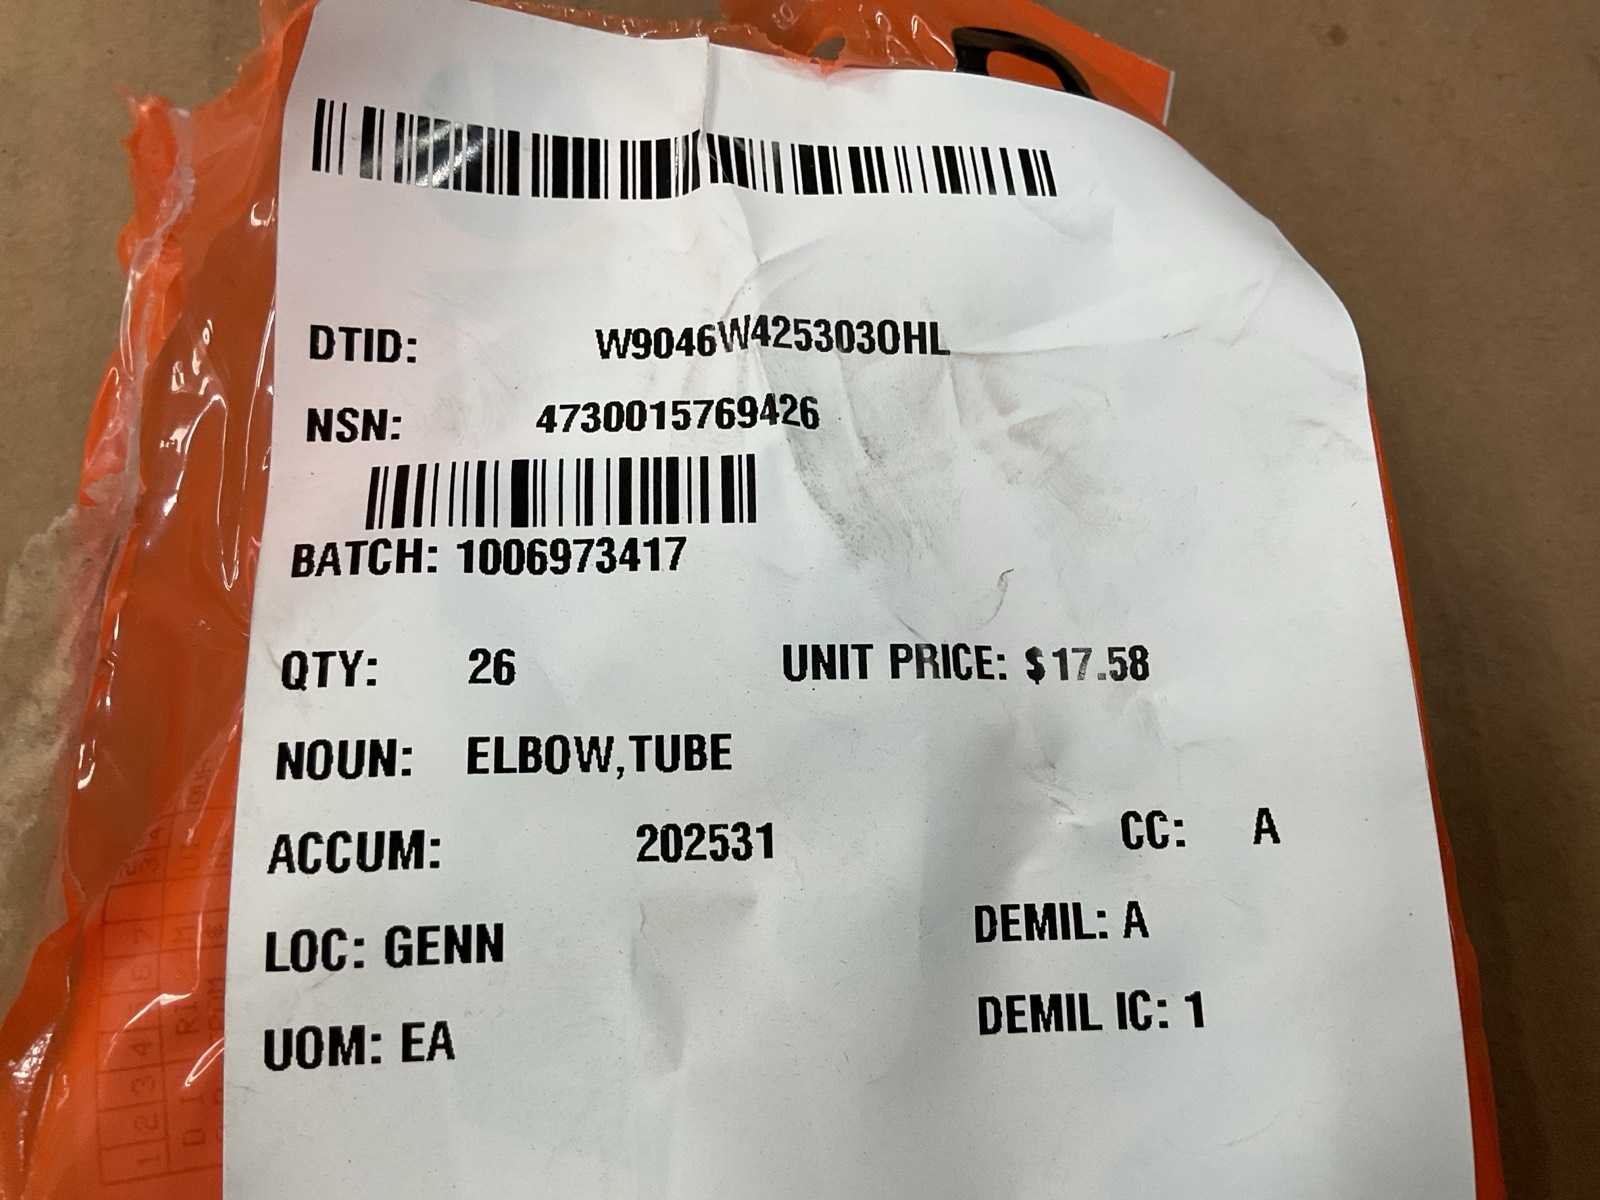 DTID: W9046W4253030HL
NSN: 4730015769426
BATCH: 1006973417
QTY: 26 UNIT PRICE: $17.58
NOUN: ELBOW,TUBE
ACCUM: 202531 CC: A
LOC: GENN DEMIL: A
UOM: EA DEMIL IC: 1